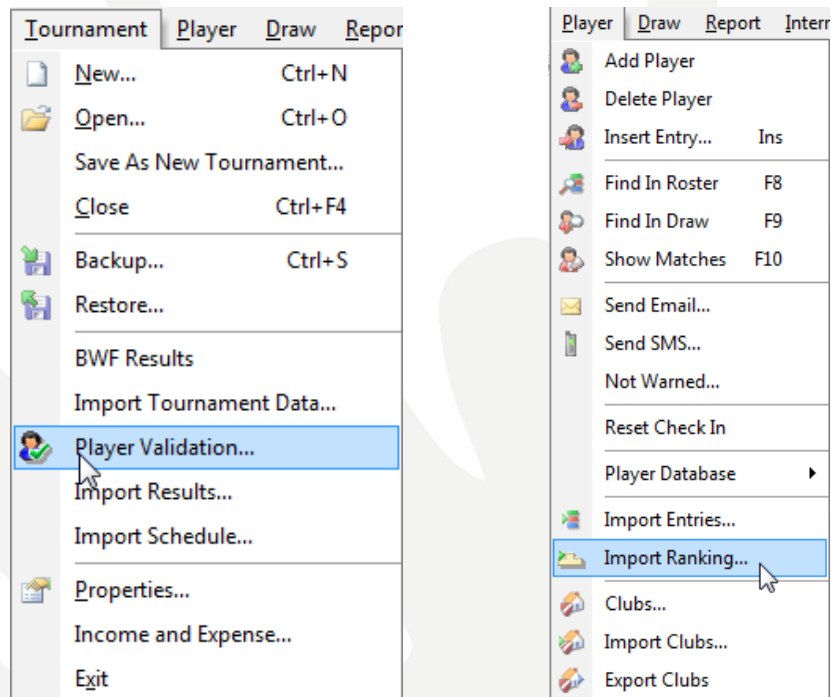 Tournament Player Draw Repor
New... Ctrl+N
Open... Ctrl+O
Save As New Tournament...
Close Ctrl+F4
Backup... Ctrl+S
Restore...
BWF Results
Import Tournament Data...
Player Validation...
Import Results...
Import Schedule...
Properties...
Income and Expense...
Exit
Player Draw Report Intern
Add Player
Delete Player
Insert Entry... Ins
Find In Roster F8
Find In Draw F9
Show Matches F10
Send Email...
Send SMS...
Not Warned...
Reset Check In
Player Database
Import Entries...
Import Ranking...
Clubs...
Import Clubs...
Export Clubs